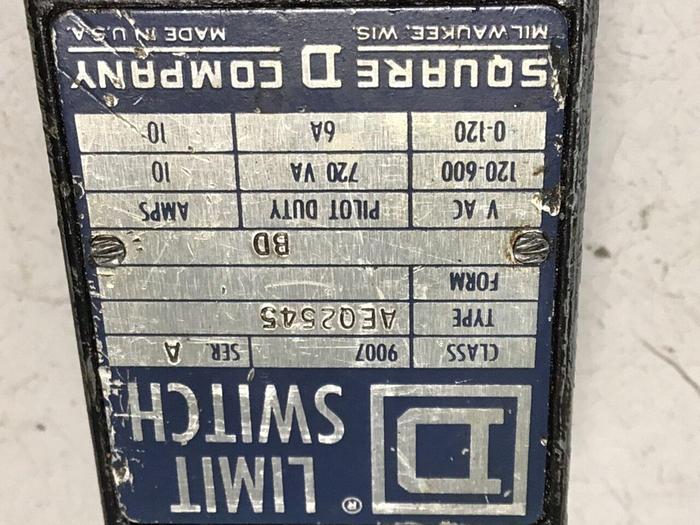 D ® LIMIT
SWITCH
CLASS 9007 SER. A
TYPE AEQ2545
FORM
BD
V AC PILOT DUTY AMPS
120-600 720 VA 10
0-120 6A 10
SQUARE D COMPANY
MILWAUKEE, WIS. MADE IN U.S.A.